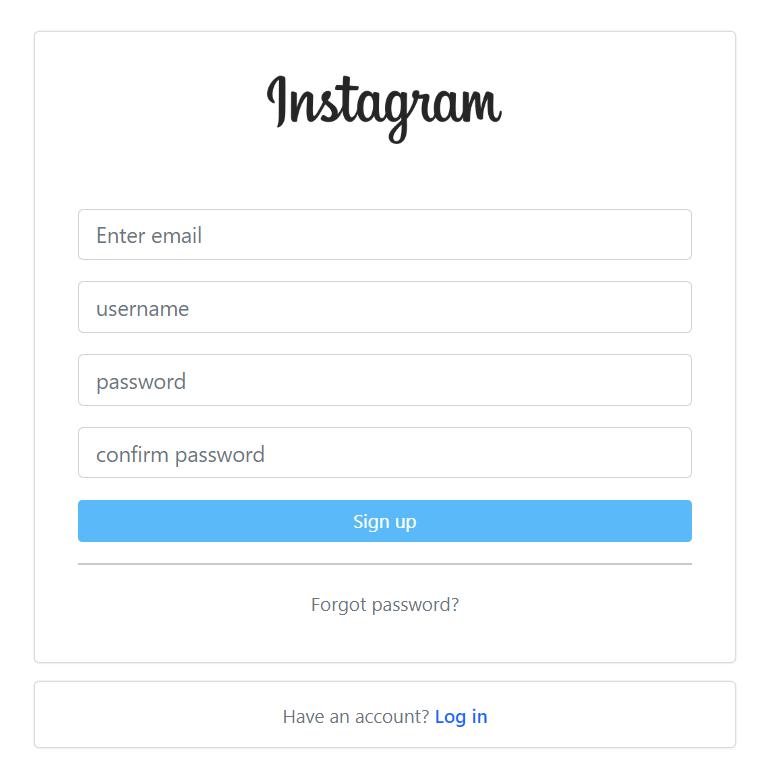 Instagram
Enter email
username
password
confirm password
Sign up
Forgot password?
Have an account? Log in